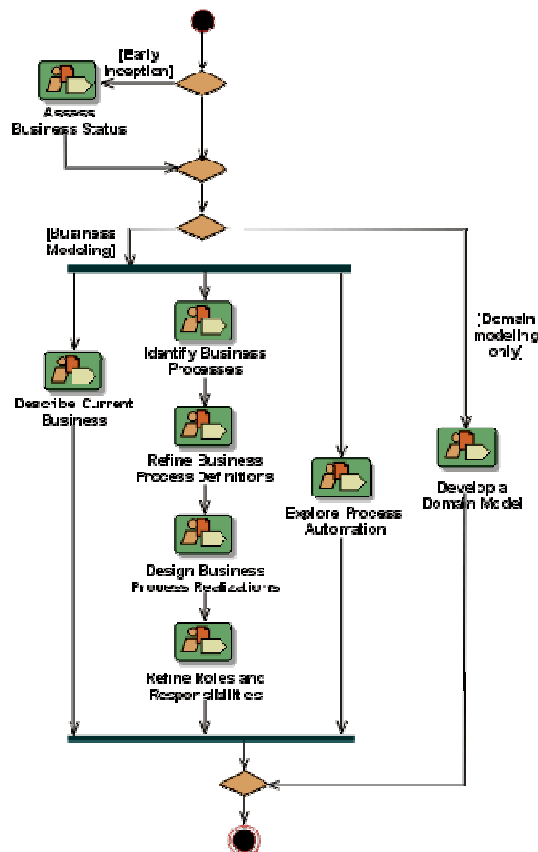 [Early
Inception]
Assess
Business Status
[Business
Modeling]
[Domain
modeling
only]
Identify Business
Processes
Describe Current
Business
Refine Business
Process Definitions
Explore Process
Automation
Develop a
Domain Model
Design Business
Process Realizations
Refine Roles and
Responsibilities